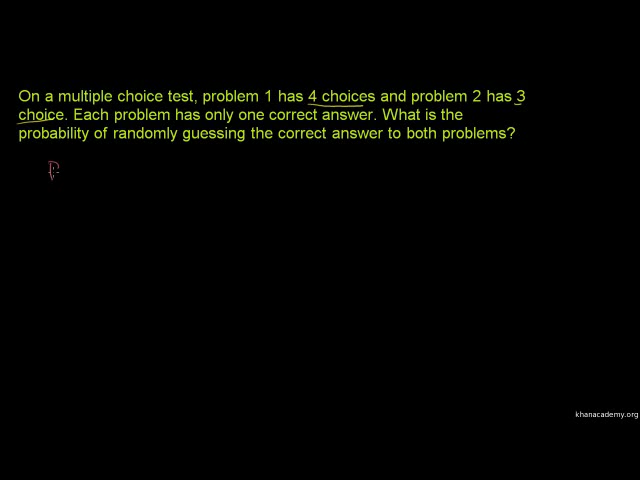 On a multiple choice test, problem 1 has 4 choices and problem 2 has 3
choice. Each problem has only one correct answer. What is the
probability of randomly guessing the correct answer to both problems?
P
khanacademy.org